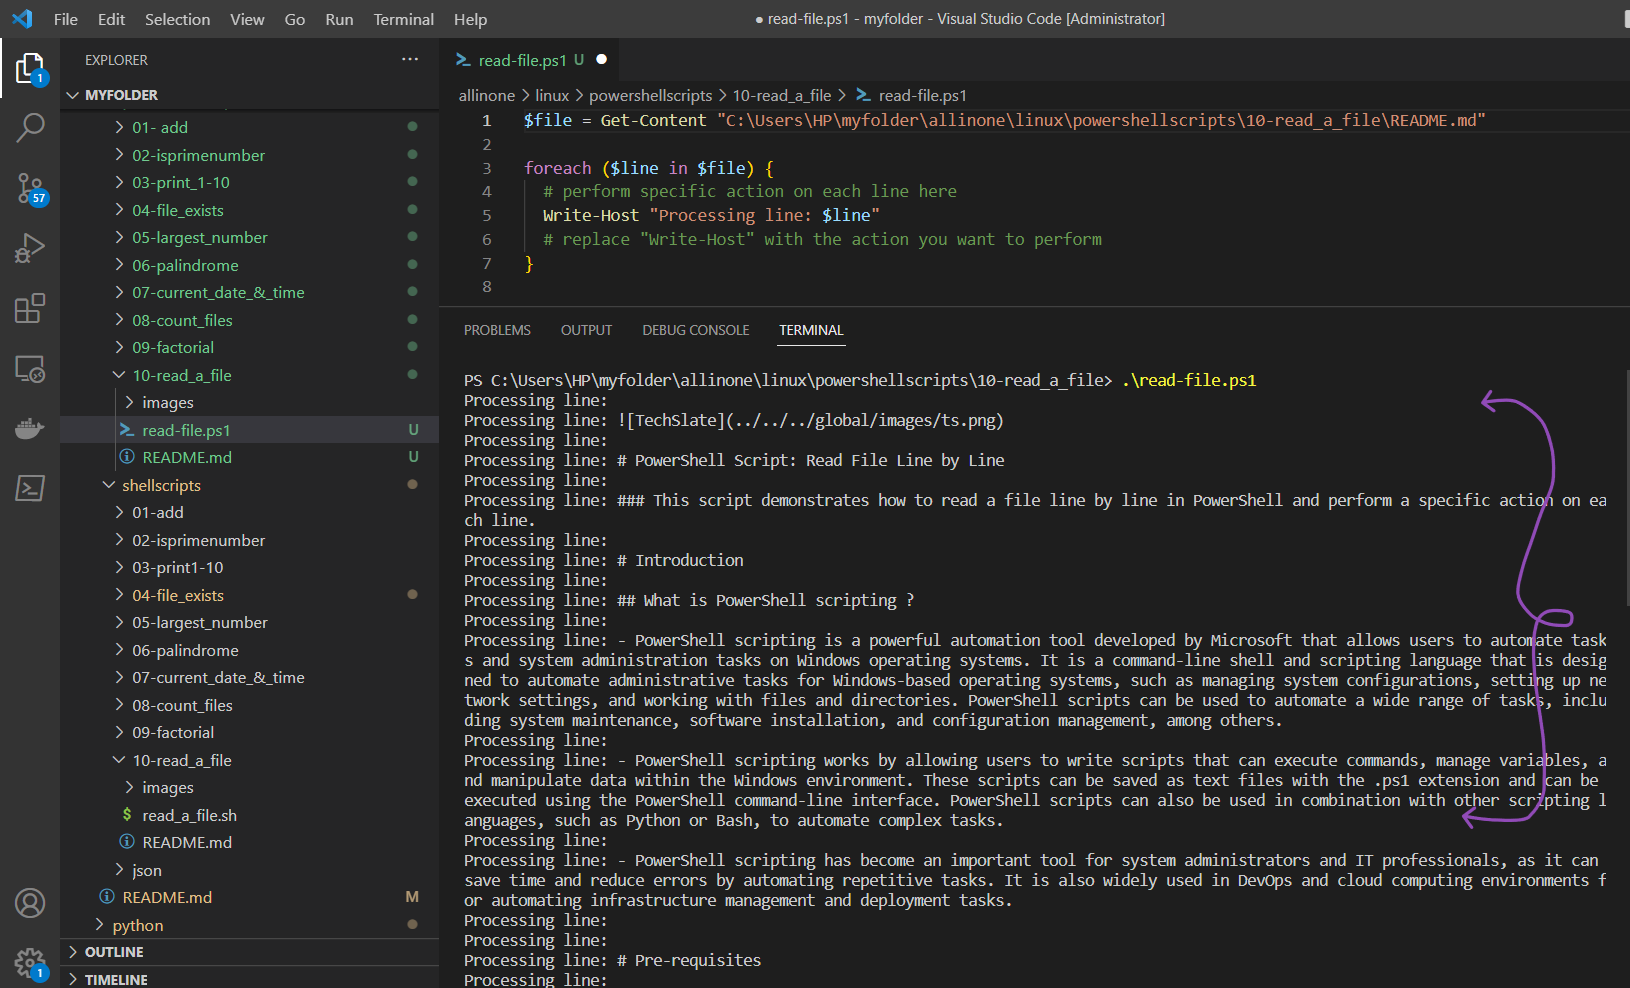 File Edit Selection View Go Run Terminal Help
● read-file.ps1 - myfolder - Visual Studio Code [Administrator]
1
57
1
EXPLORER ...
MYFOLDER
01- add
02-isprimenumber
03-print_1-10
04-file_exists
05-largest_number
06-palindrome
07-current_date_&_time
08-count_files
09-factorial
10-read_a_file
images
read-file.ps1 U
README.md U
shellscripts
01-add
02-isprimenumber
03-print1-10
04-file_exists
05-largest_number
06-palindrome
07-current_date_&_time
08-count_files
09-factorial
10-read_a_file
images
$ read_a_file.sh
README.md
json
README.md M
python
OUTLINE
TIMELINE
read-file.ps1 U ●
allinone > linux > powershellscripts > 10-read_a_file > read-file.ps1
1 $file = Get-Content "C:\Users\HP\myfolder\allinone\linux\powershellscripts\10-read_a_file\README.md"
2
3 foreach ($line in $file) {
4 # perform specific action on each line here
5 Write-Host "Processing line: $line"
6 # replace "Write-Host" with the action you want to perform
7 }
8
PROBLEMS OUTPUT DEBUG CONSOLE TERMINAL
PS C:\Users\HP\myfolder\allinone\linux\powershellscripts\10-read_a_file> .\read-file.ps1
Processing line:
Processing line: ![TechSlate](../../../global/images/ts.png)
Processing line:
Processing line: # PowerShell Script: Read File Line by Line
Processing line:
Processing line: ### This script demonstrates how to read a file line by line in PowerShell and perform a specific action on ea
ch line.
Processing line:
Processing line: # Introduction
Processing line:
Processing line: ## What is PowerShell scripting ?
Processing line:
Processing line: - PowerShell scripting is a powerful automation tool developed by Microsoft that allows users to automate task
s and system administration tasks on Windows operating systems. It is a command-line shell and scripting language that is desig
ned to automate administrative tasks for Windows-based operating systems, such as managing system configurations, setting up ne
twork settings, and working with files and directories. PowerShell scripts can be used to automate a wide range of tasks, inclu
ding system maintenance, software installation, and configuration management, among others.
Processing line:
Processing line: - PowerShell scripting works by allowing users to write scripts that can execute commands, manage variables, a
nd manipulate data within the Windows environment. These scripts can be saved as text files with the .ps1 extension and can be
executed using the PowerShell command-line interface. PowerShell scripts can also be used in combination with other scripting l
anguages, such as Python or Bash, to automate complex tasks.
Processing line:
Processing line: - PowerShell scripting has become an important tool for system administrators and IT professionals, as it can
save time and reduce errors by automating repetitive tasks. It is also widely used in DevOps and cloud computing environments f
or automating infrastructure management and deployment tasks.
Processing line:
Processing line:
Processing line: # Pre-requisites
Processing line: